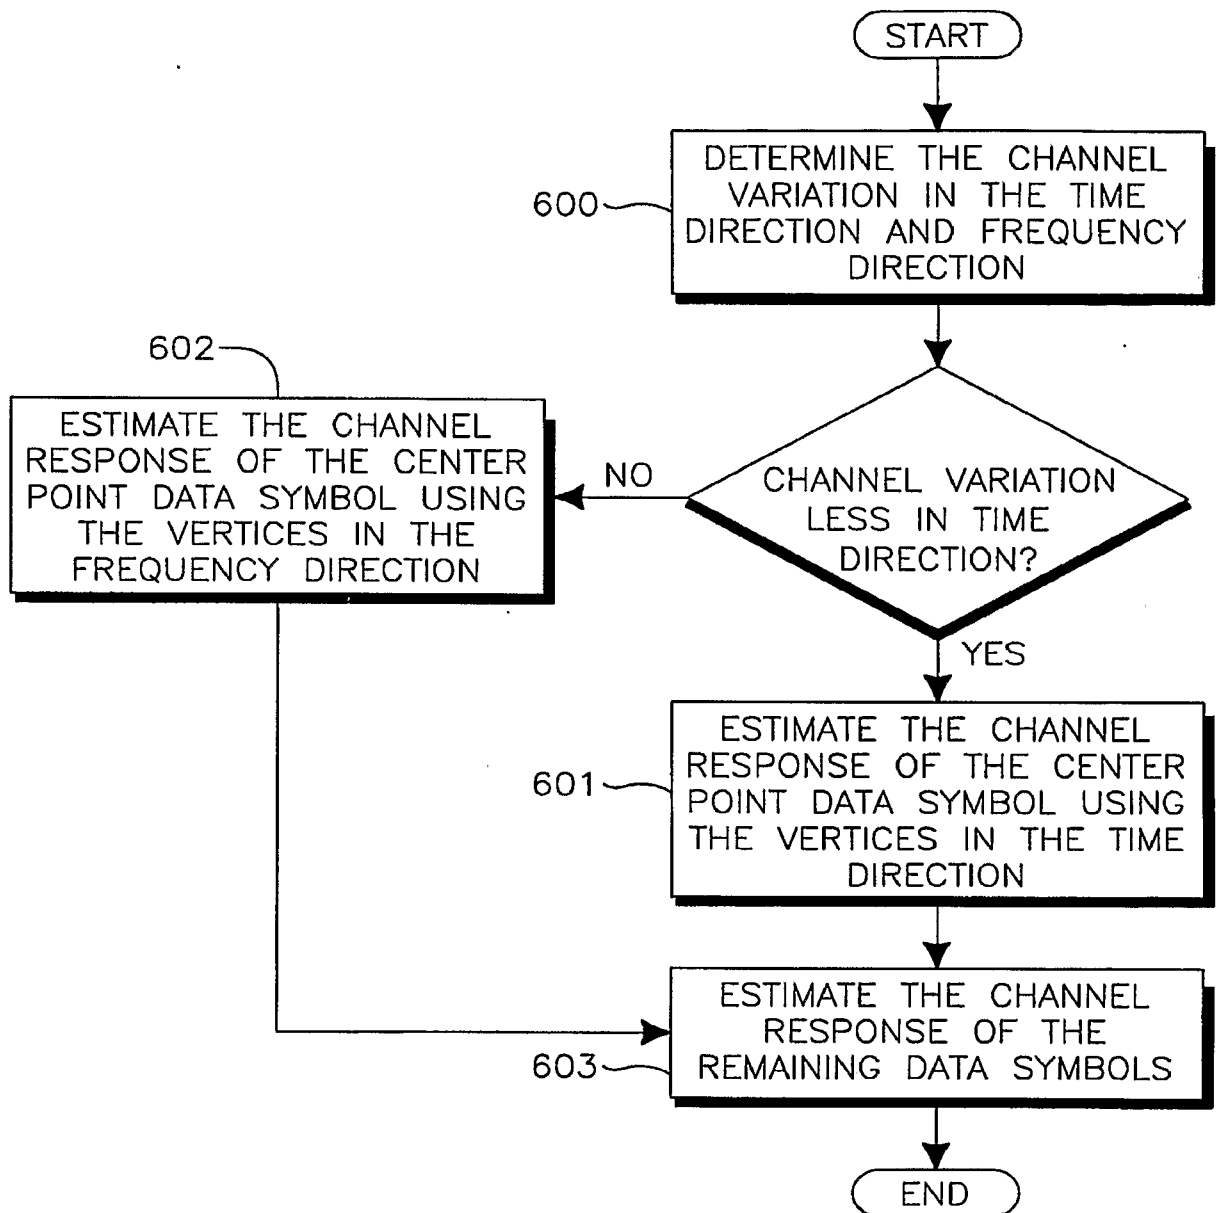 START
DETERMINE THE CHANNEL
VARIATION IN THE TIME
DIRECTION AND FREQUENCY
DIRECTION
600
602
ESTIMATE THE CHANNEL
RESPONSE OF THE CENTER
POINT DATA SYMBOL USING
THE VERTICES IN THE
FREQUENCY DIRECTION
NO
CHANNEL VARIATION
LESS IN TIME
DIRECTION?
YES
ESTIMATE THE CHANNEL
RESPONSE OF THE CENTER
POINT DATA SYMBOL USING
THE VERTICES IN THE TIME
DIRECTION
601
ESTIMATE THE CHANNEL
RESPONSE OF THE
REMAINING DATA SYMBOLS
603
END